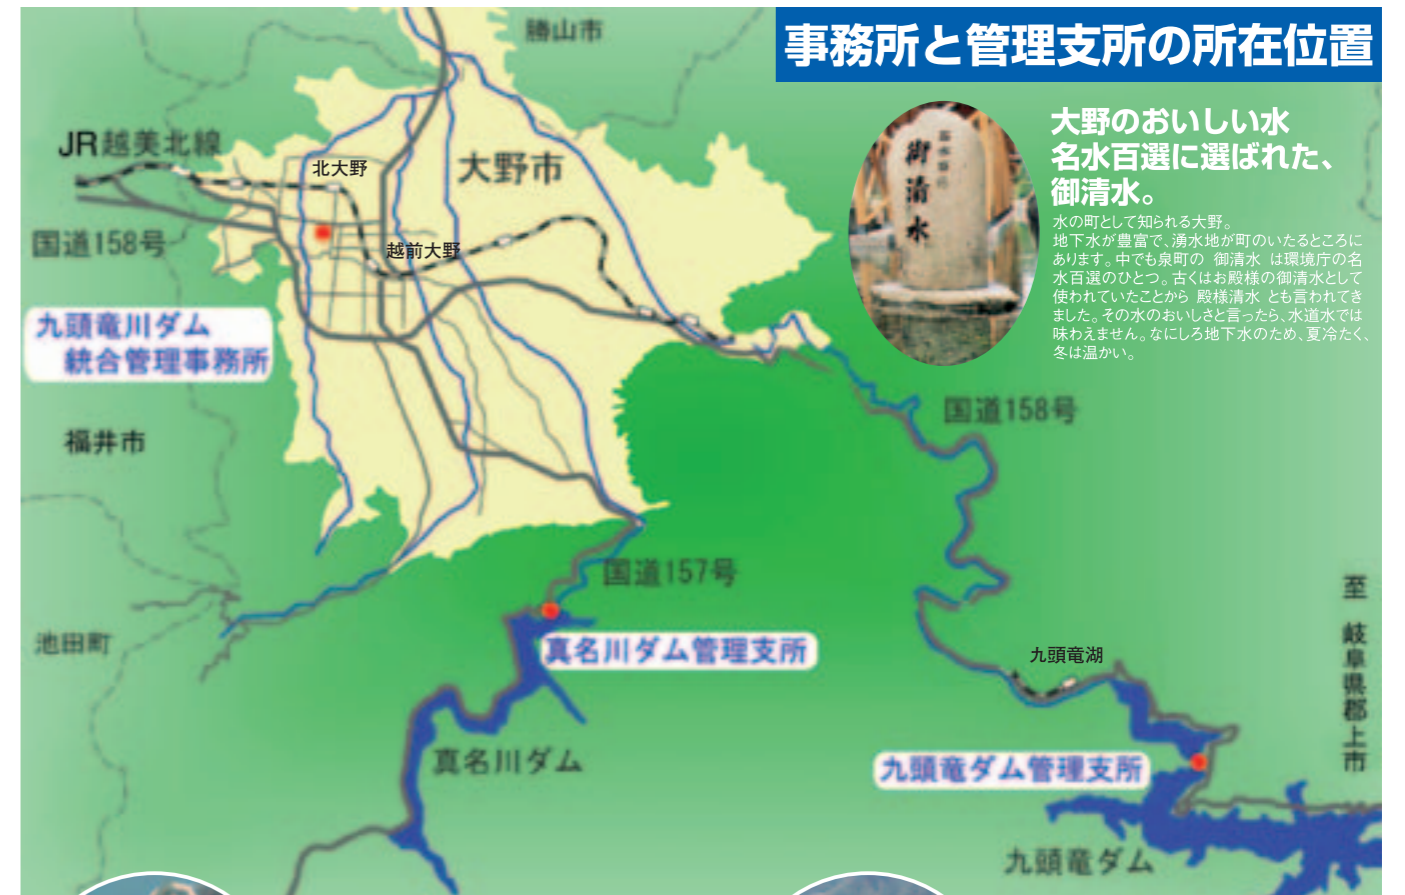 事務所と管理支所の所在位置
大野のおいしい水
名水百選に選ばれた、
御清水。
水の町として知られる大野。
地下水が豊富で、湧水地が町のいたるところに
あります。中でも泉町の 御清水 は環境庁の名
水百選のひとつ。古くはお殿様の御清水として
使われていたことから 殿様清水 とも言われてき
ました。その水のおいしさと言ったら、水道水では
味わえません。なにしろ地下水のため、夏冷たく、
冬は温かい。
御清水
勝山市
JR越美北線
北大野
大野市
国道158号
越前大野
九頭竜川ダム
統合管理事務所
福井市
国道158号
国道157号
池田町
真名川ダム管理支所
九頭竜湖
真名川ダム
九頭竜ダム管理支所
九頭竜ダム
至 岐阜県郡上市